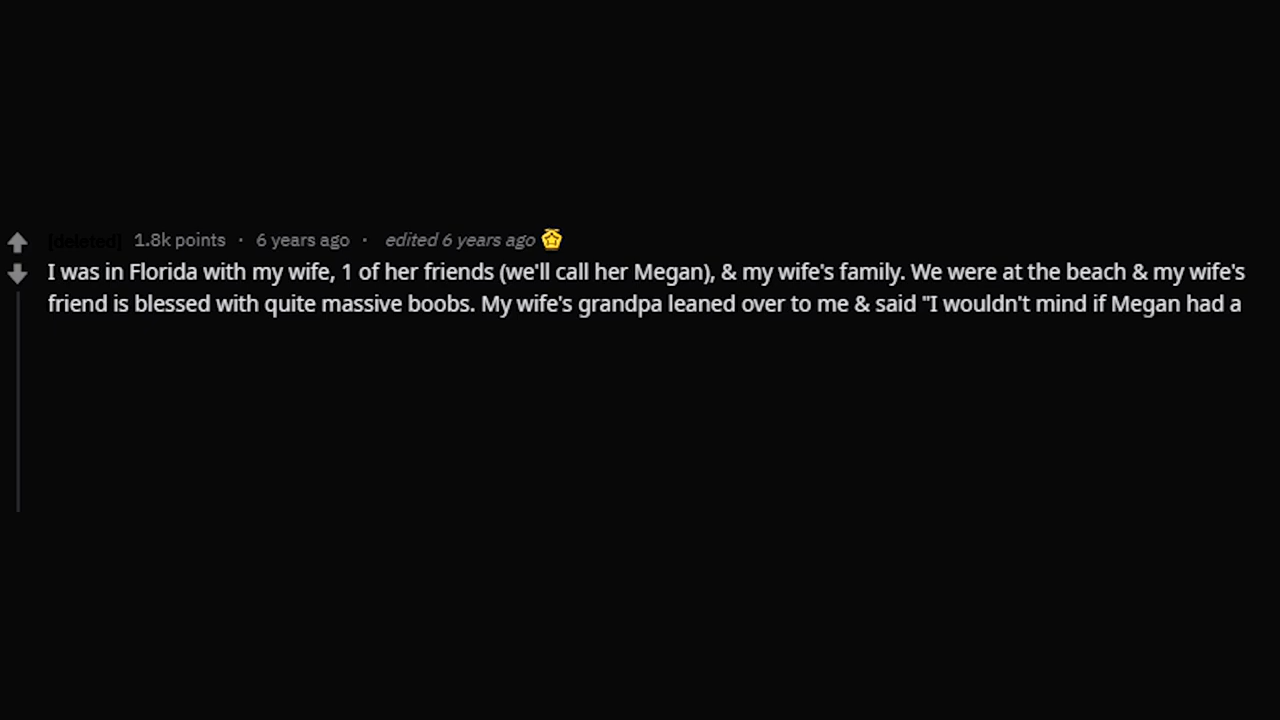 [deleted] 1.8k points · 6 years ago · edited 6 years ago
I was in Florida with my wife, 1 of her friends (we'll call her Megan), & my wife's family. We were at the beach & my wife's
friend is blessed with quite massive boobs. My wife's grandpa leaned over to me & said "I wouldn't mind if Megan had a